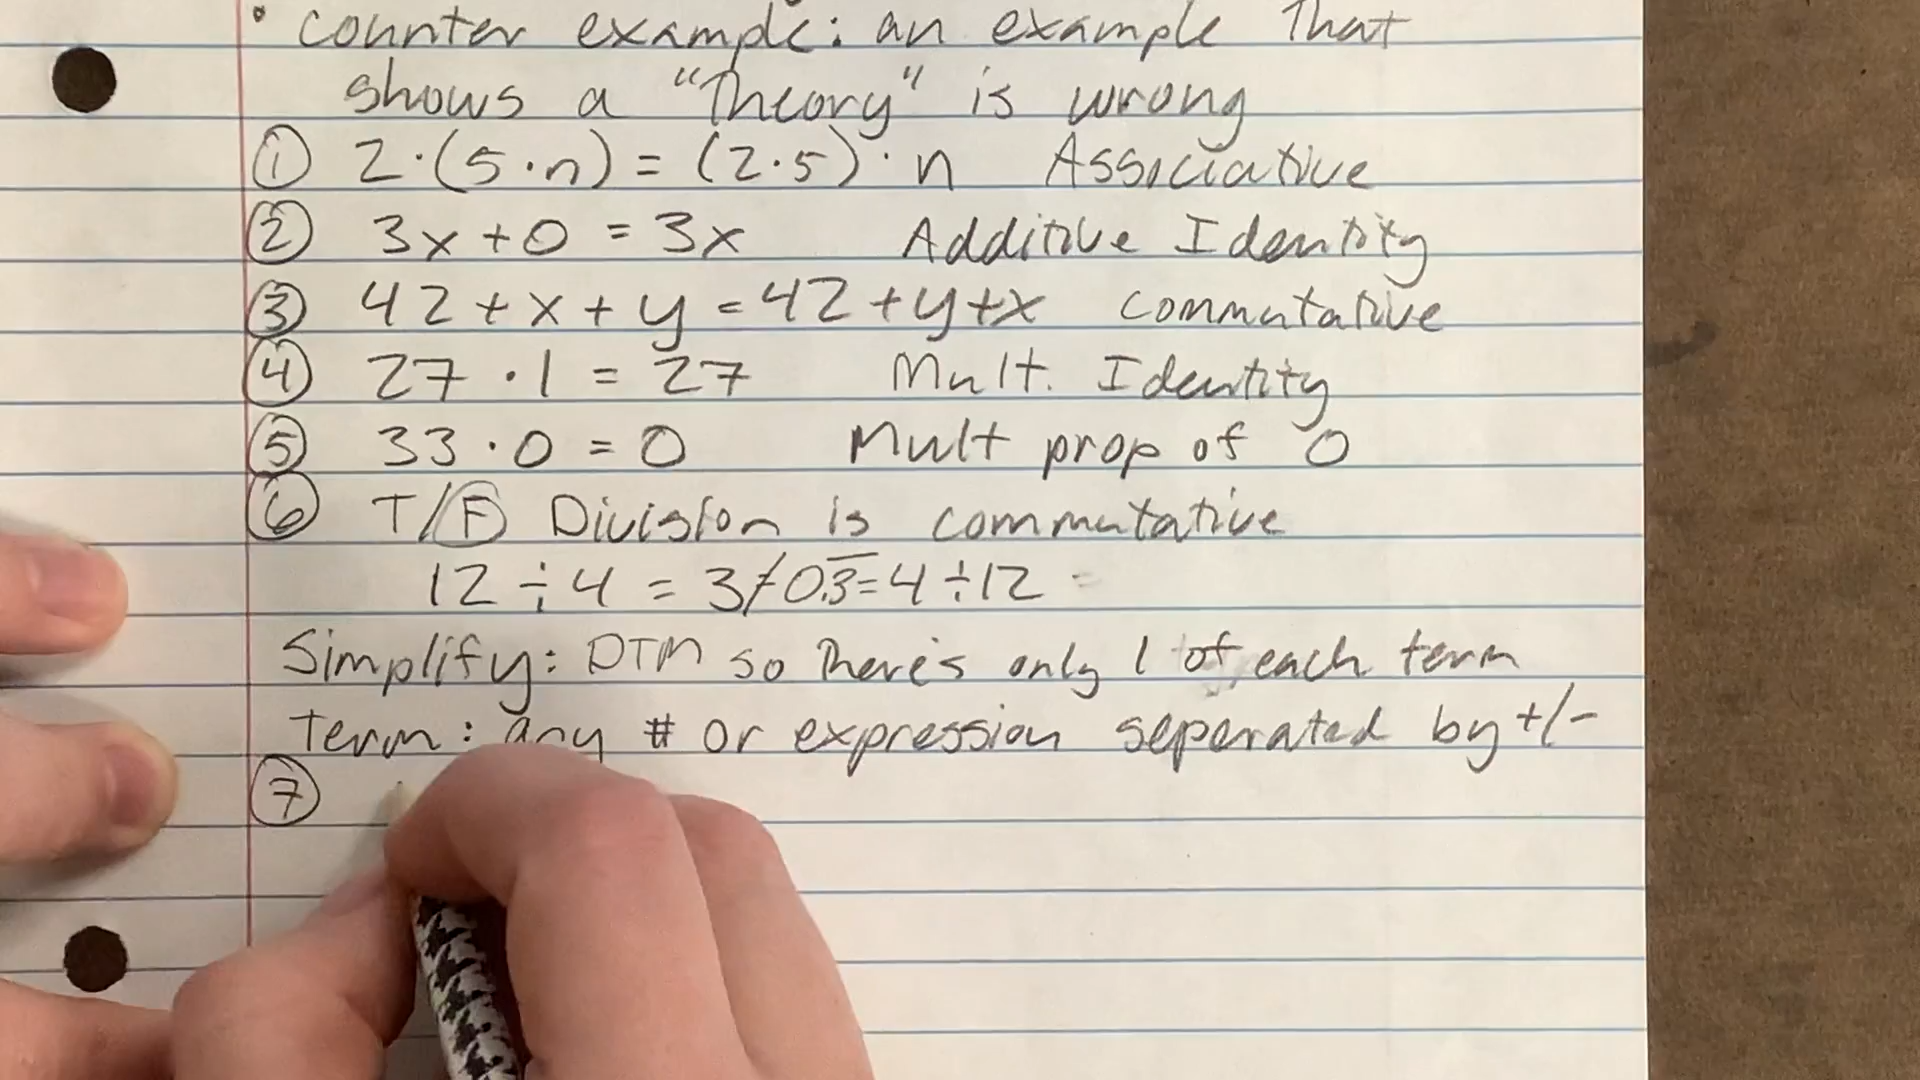 • counter example: an example that
shows a "theory" is wrong
① 2·(5·n) = (2·5)·n Associative
② 3x+0 = 3x Additive Identity
③ 42+x+y=42+y+x commutative
④ 27·1 = 27 Mult. Identity
⑤ 33·0 = 0 Mult prop of 0
⑥ T/F Division is commutative
12÷4 = 3≠0.3̅=4÷12 =
Simplify: DTM so there's only 1 of each term
Term: any # or expression seperated by +/-
⑦